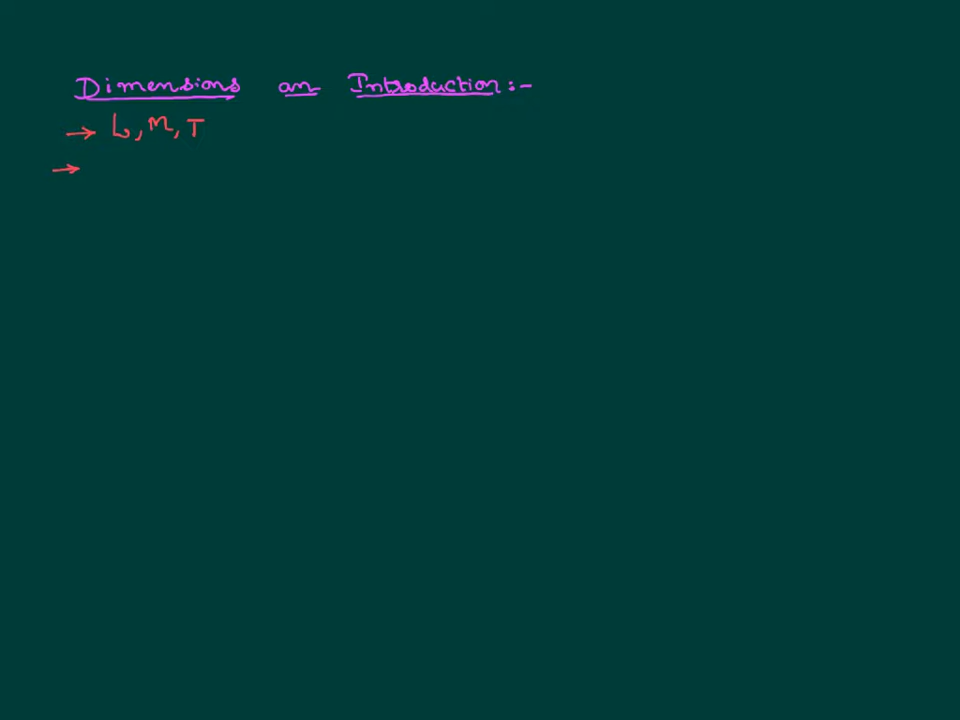 Dimensions an Introduction :-
→ L, M, T
→